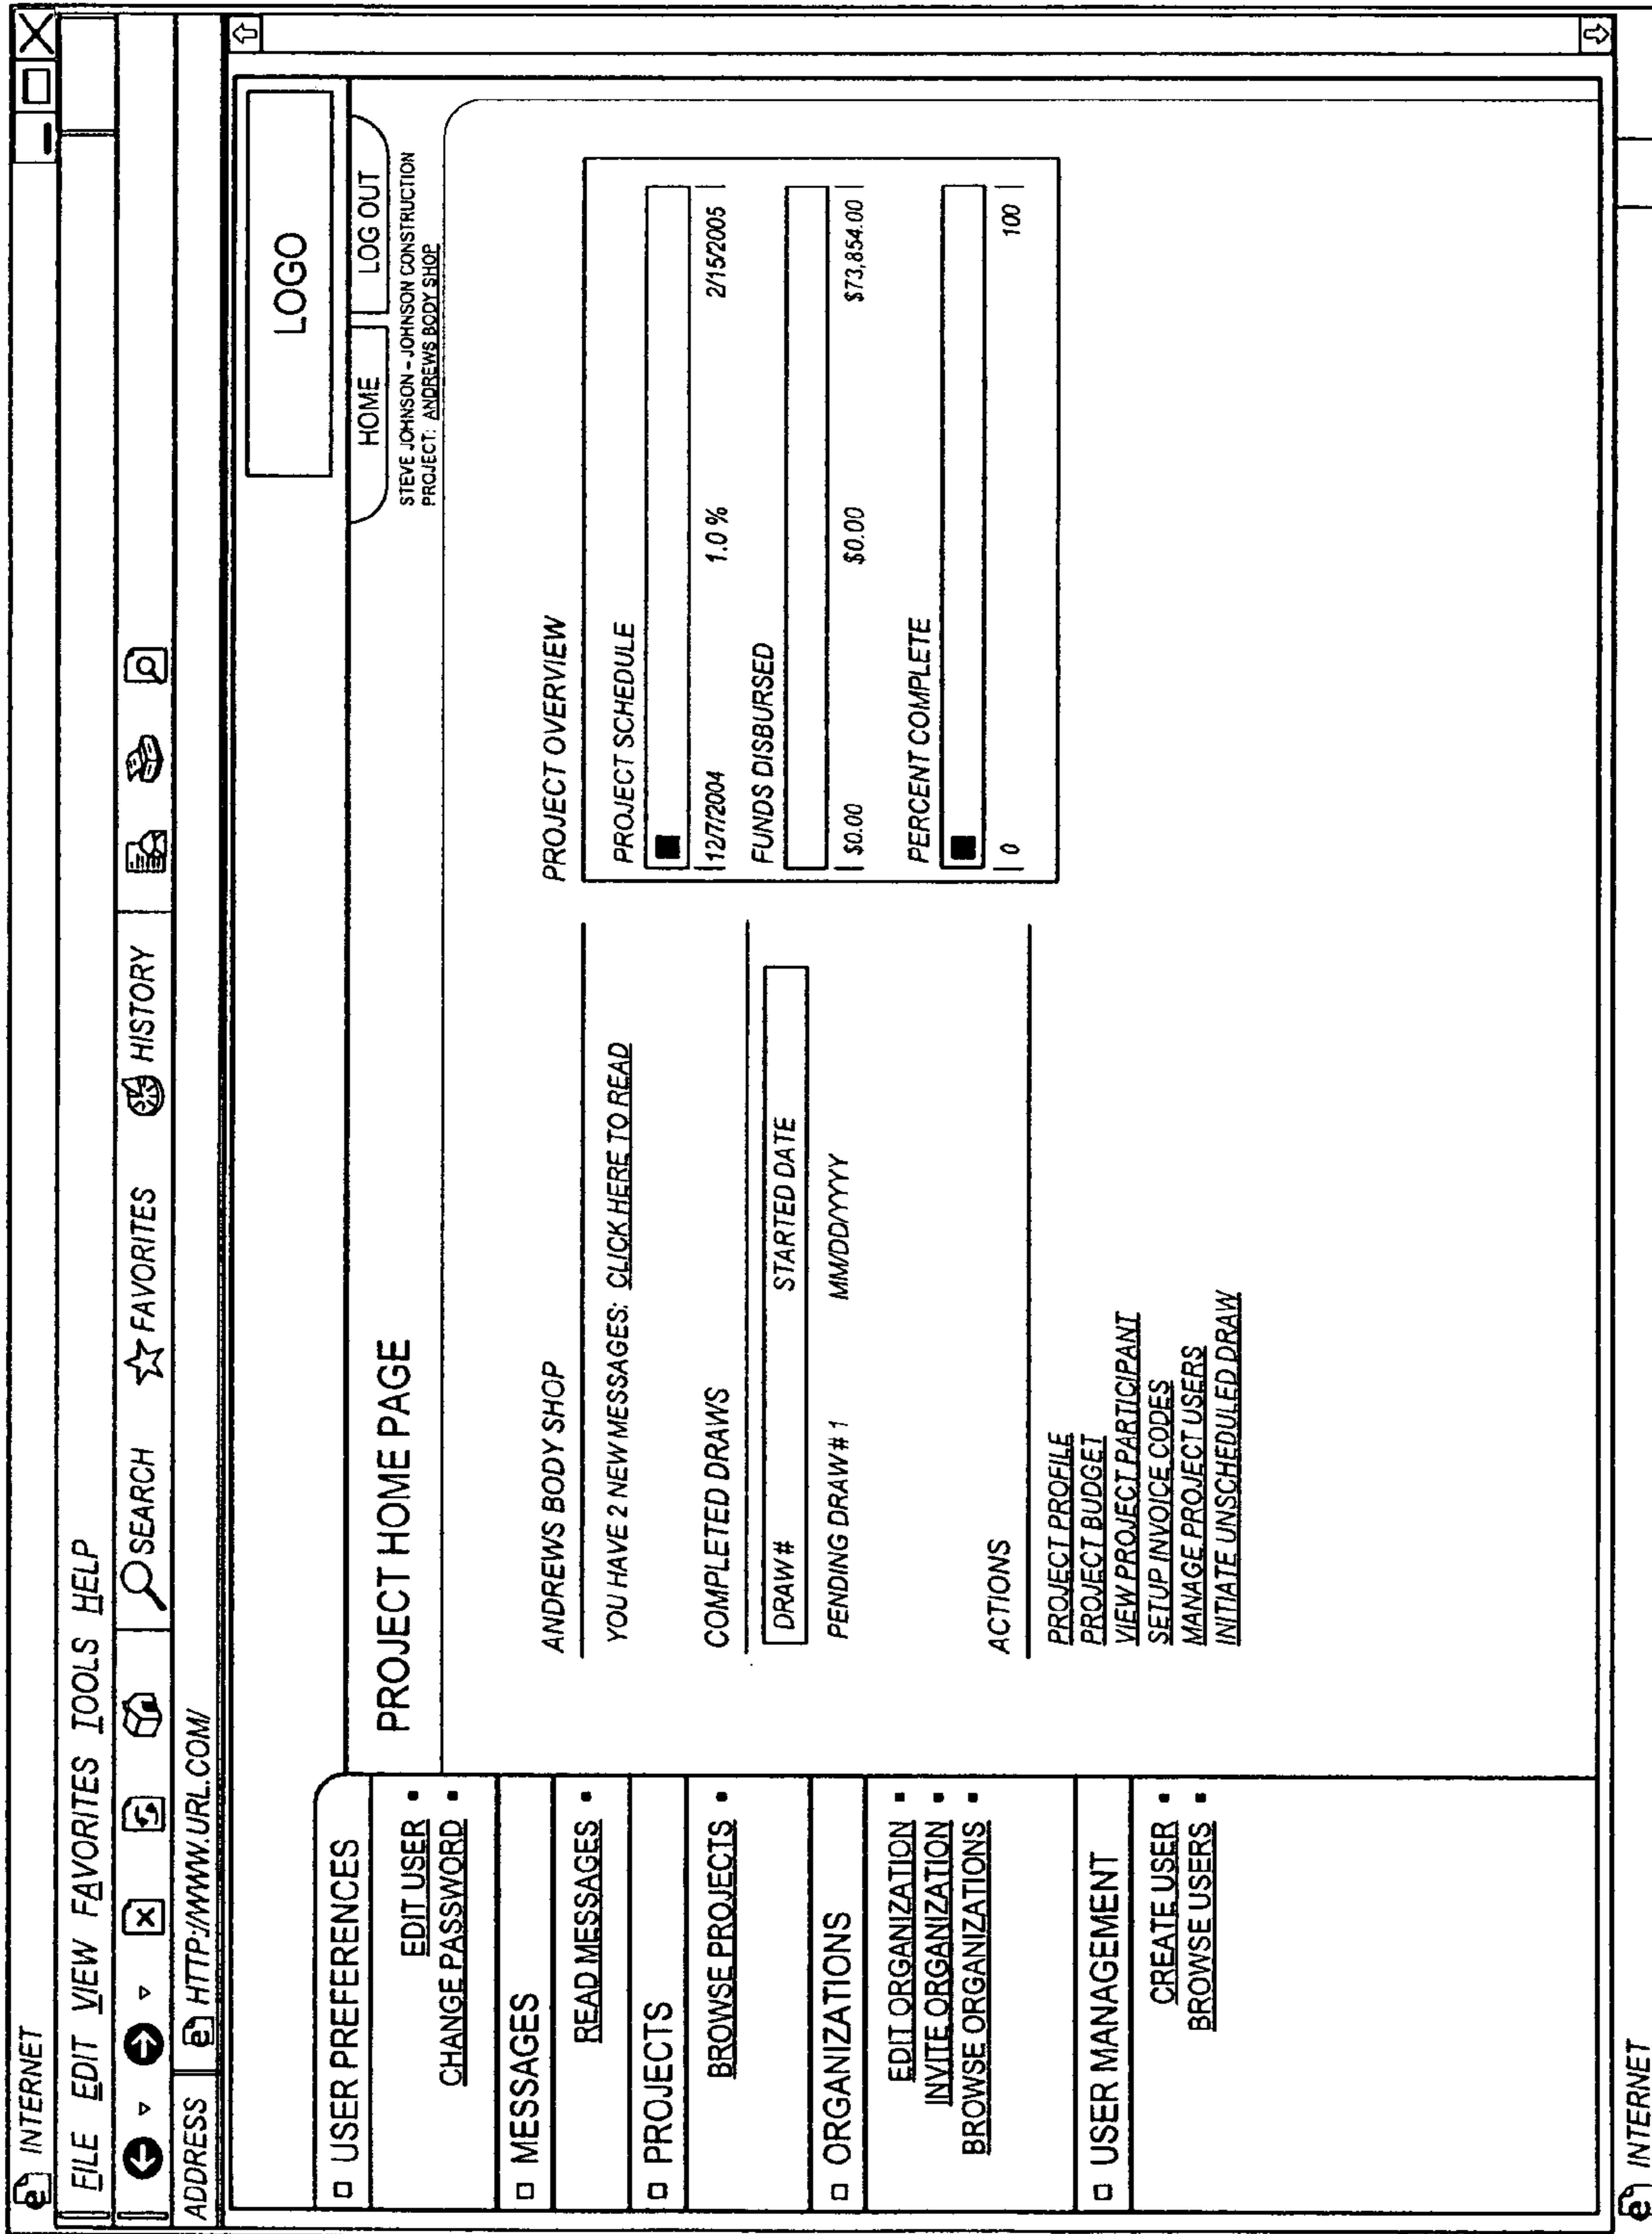 INTERNET
FILE EDIT VIEW FAVORITES TOOLS HELP
SEARCH FAVORITES HISTORY
ADDRESS HTTP://WWW.URL.COM/
LOGO
HOME LOG OUT
STEVE JOHNSON - JOHNSON CONSTRUCTION
PROJECT: ANDREWS BODY SHOP
USER PREFERENCES
EDIT USER
CHANGE PASSWORD
MESSAGES
READ MESSAGES
PROJECTS
BROWSE PROJECTS
ORGANIZATIONS
EDIT ORGANIZATION
INVITE ORGANIZATION
BROWSE ORGANIZATIONS
USER MANAGEMENT
CREATE USER
BROWSE USERS
PROJECT HOME PAGE
ANDREWS BODY SHOP
YOU HAVE 2 NEW MESSAGES: CLICK HERE TO READ
COMPLETED DRAWS
DRAW# STARTED DATE
PENDING DRAW# 1 MM/DD/YYYY
ACTIONS
PROJECT PROFILE
PROJECT BUDGET
VIEW PROJECT PARTICIPANT
SETUP INVOICE CODES
MANAGE PROJECT USERS
INITIATE UNSCHEDULED DRAW
PROJECT OVERVIEW
PROJECT SCHEDULE
12/7/2004 1.0 % 2/15/2005
FUNDS DISBURSED
$0.00 $0.00 $73,854.00
PERCENT COMPLETE
0 100
INTERNET